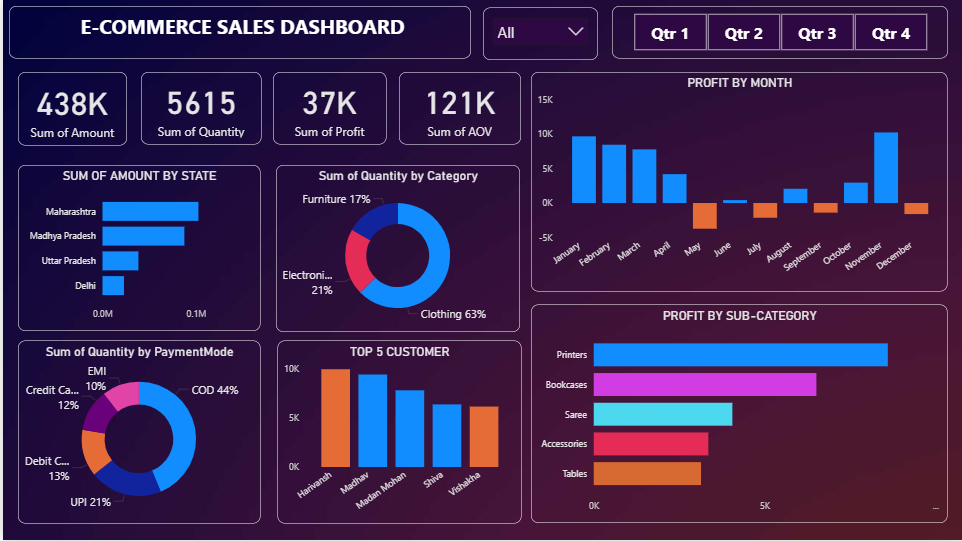 E-COMMERCE SALES DASHBOARD
All
Qtr 1
Qtr 2
Qtr 3
Qtr 4
438K
Sum of Amount
5615
Sum of Quantity
37K
Sum of Profit
121K
Sum of AOV
PROFIT BY MONTH
15K
10K
5K
0K
-5K
January
February
March
April
May
June
July
August
September
October
November
December
SUM OF AMOUNT BY STATE
Maharashtra
Madhya Pradesh
Uttar Pradesh
Delhi
0.0M
0.1M
Sum of Quantity by Category
Furniture 17%
Electroni...
21%
Clothing 63%
Sum of Quantity by PaymentMode
EMI
10%
Credit Ca...
12%
COD 44%
Debit C...
13%
UPI 21%
TOP 5 CUSTOMER
10K
5K
0K
Harivansh
Madhav
Madan Mohan
Shiva
Vishakha
PROFIT BY SUB-CATEGORY
Printers
Bookcases
Saree
Accessories
Tables
0K
5K
...